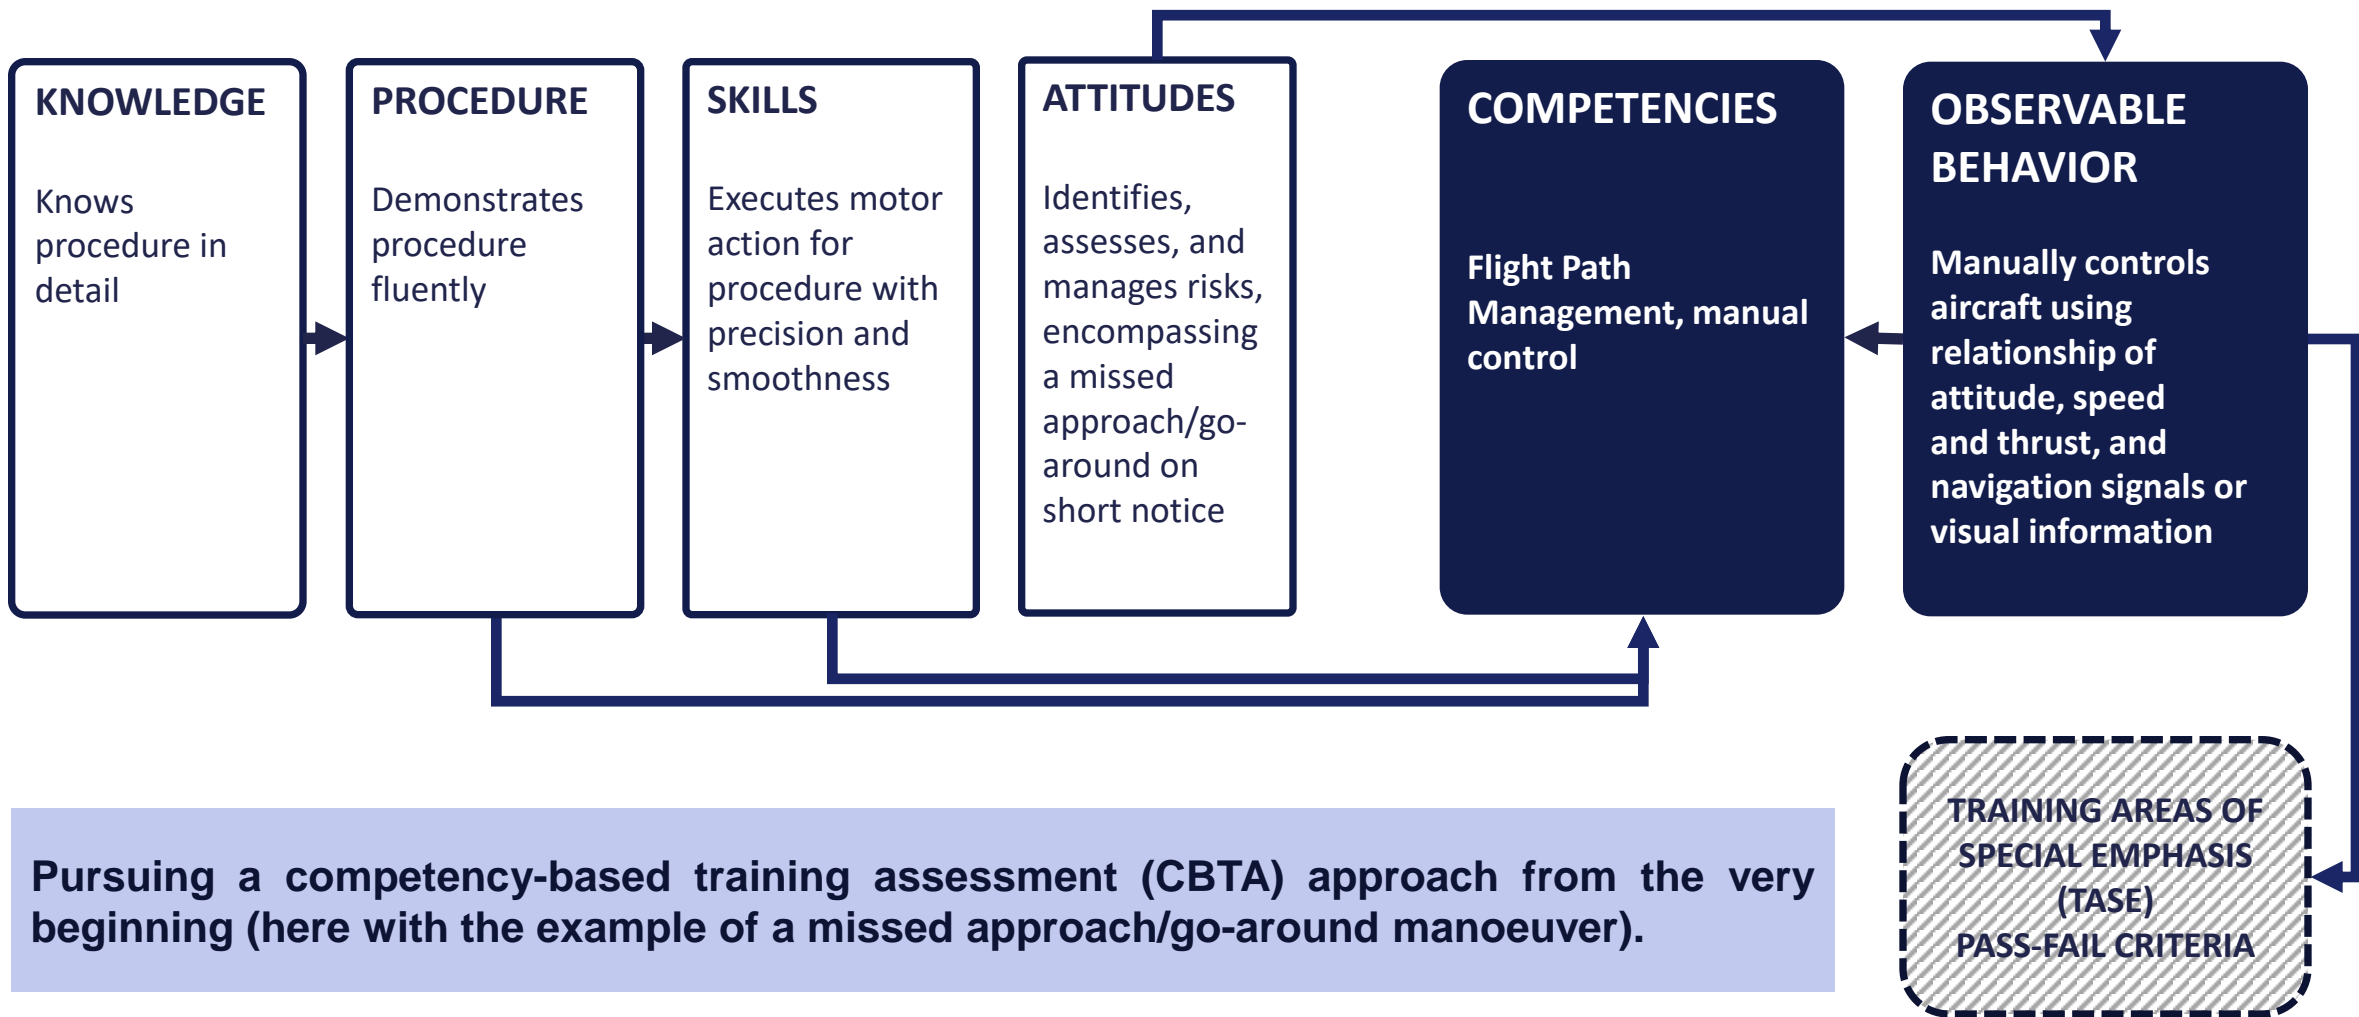 KNOWLEDGE
Knows
procedure in
detail
PROCEDURE
Demonstrates
procedure
fluently
SKILLS
Executes motor
action for
procedure with
precision and
smoothness
ATTITUDES
Identifies,
assesses, and
manages risks,
encompassing
a missed
approach/go-
around on
short notice
COMPETENCIES
Flight Path
Management, manual
control
OBSERVABLE
BEHAVIOR
Manually controls
aircraft using
relationship of
attitude, speed
and thrust, and
navigation signals or
visual information
Pursuing a competency-based training assessment (CBTA) approach from the very
beginning (here with the example of a missed approach/go-around manoeuver).
TRAINING AREAS OF
SPECIAL EMPHASIS
(TASE)
PASS-FAIL CRITERIA